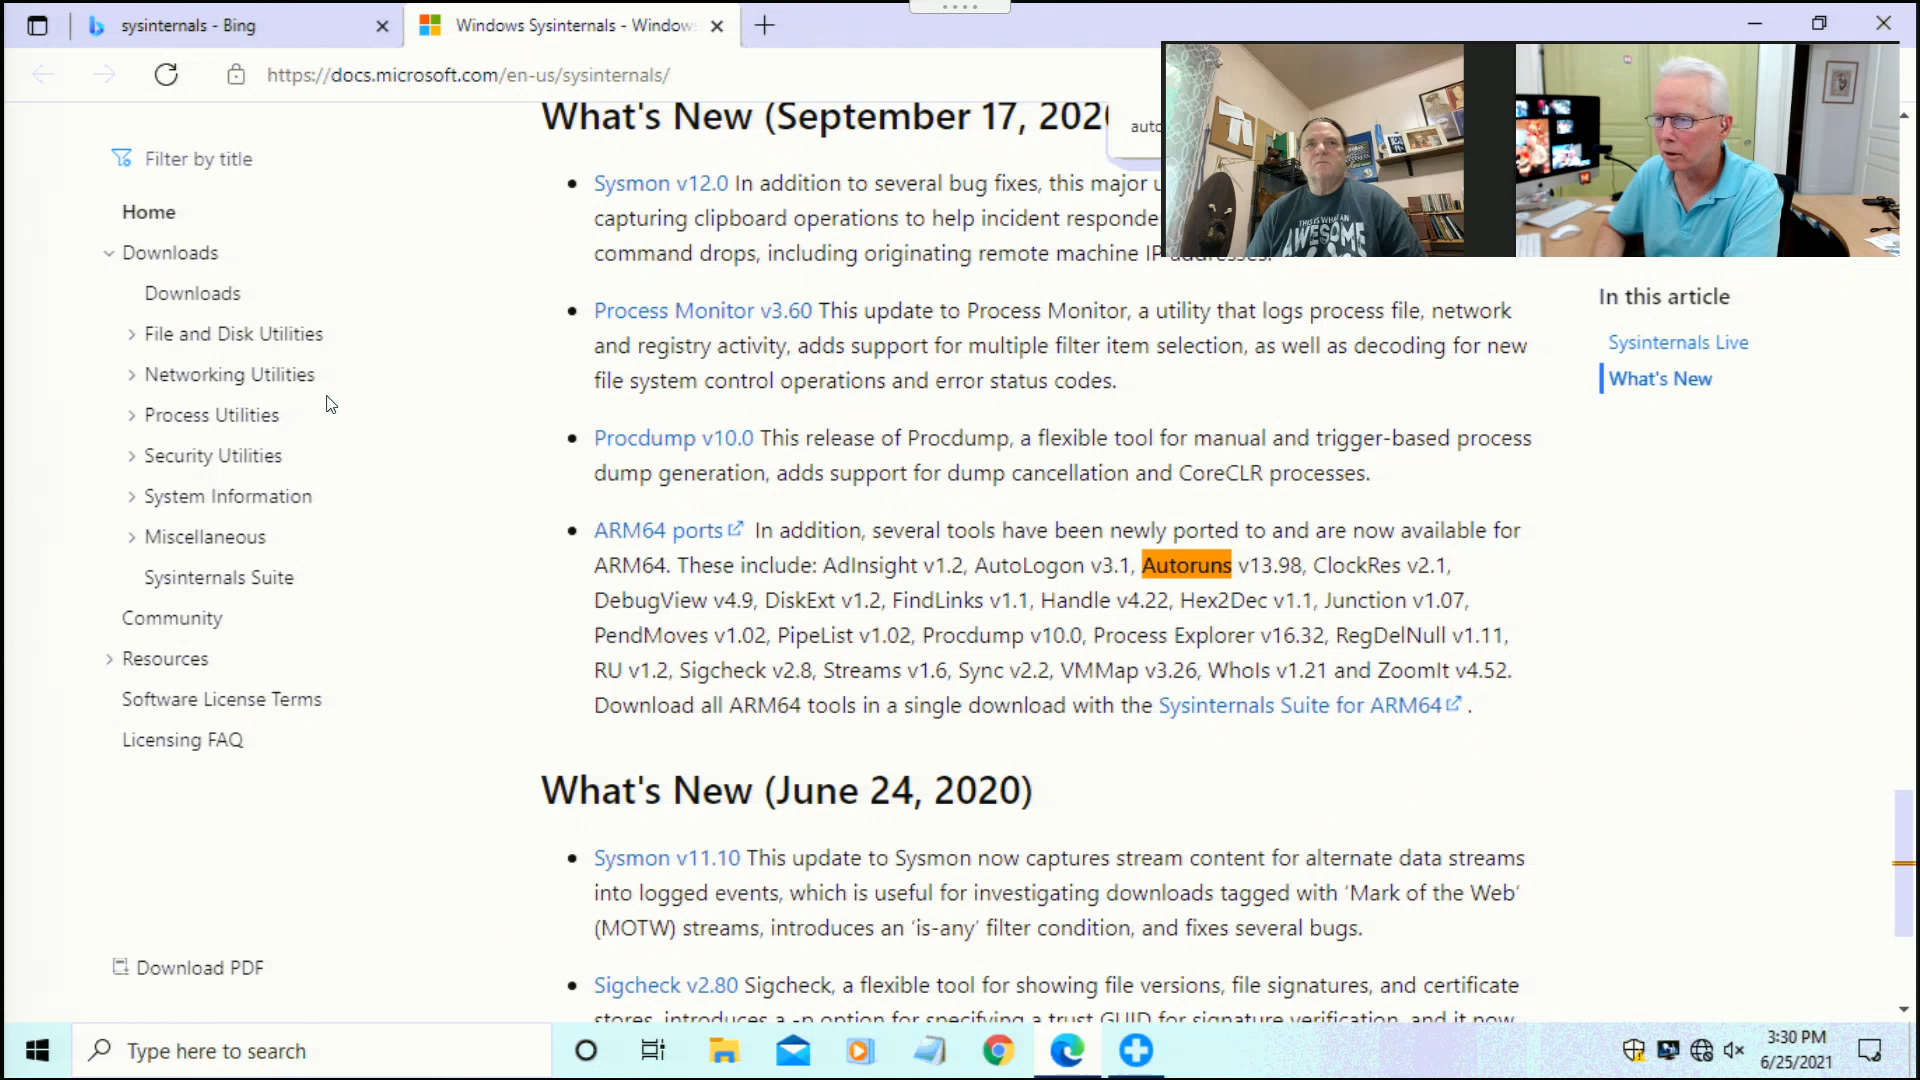 sysinternals - Bing
Windows Sysinternals - Window
https://docs.microsoft.com/en-us/sysinternals/
auto
THIS IS WHAT AN
AWESOME
Filter by title
Home
Downloads
Downloads
File and Disk Utilities
Networking Utilities
Process Utilities
Security Utilities
System Information
Miscellaneous
Sysinternals Suite
Community
Resources
Software License Terms
Licensing FAQ
Download PDF
What's New (September 17, 202
Sysmon v12.0 In addition to several bug fixes, this major u
capturing clipboard operations to help incident responde
command drops, including originating remote machine IP addresses.
Process Monitor v3.60 This update to Process Monitor, a utility that logs process file, network
and registry activity, adds support for multiple filter item selection, as well as decoding for new
file system control operations and error status codes.
Procdump v10.0 This release of Procdump, a flexible tool for manual and trigger-based process
dump generation, adds support for dump cancellation and CoreCLR processes.
ARM64 ports In addition, several tools have been newly ported to and are now available for
ARM64. These include: AdInsight v1.2, AutoLogon v3.1, Autoruns v13.98, ClockRes v2.1,
DebugView v4.9, DiskExt v1.2, FindLinks v1.1, Handle v4.22, Hex2Dec v1.1, Junction v1.07,
PendMoves v1.02, PipeList v1.02, Procdump v10.0, Process Explorer v16.32, RegDelNull v1.11,
RU v1.2, Sigcheck v2.8, Streams v1.6, Sync v2.2, VMMap v3.26, WhoIs v1.21 and ZoomIt v4.52.
Download all ARM64 tools in a single download with the Sysinternals Suite for ARM64 .
What's New (June 24, 2020)
Sysmon v11.10 This update to Sysmon now captures stream content for alternate data streams
into logged events, which is useful for investigating downloads tagged with ‘Mark of the Web’
(MOTW) streams, introduces an ‘is-any’ filter condition, and fixes several bugs.
Sigcheck v2.80 Sigcheck, a flexible tool for showing file versions, file signatures, and certificate
stores, introduces a -p option for specifying a trust GUID for signature verification, and it now
In this article
Sysinternals Live
What's New
Type here to search
3:30 PM
6/25/2021